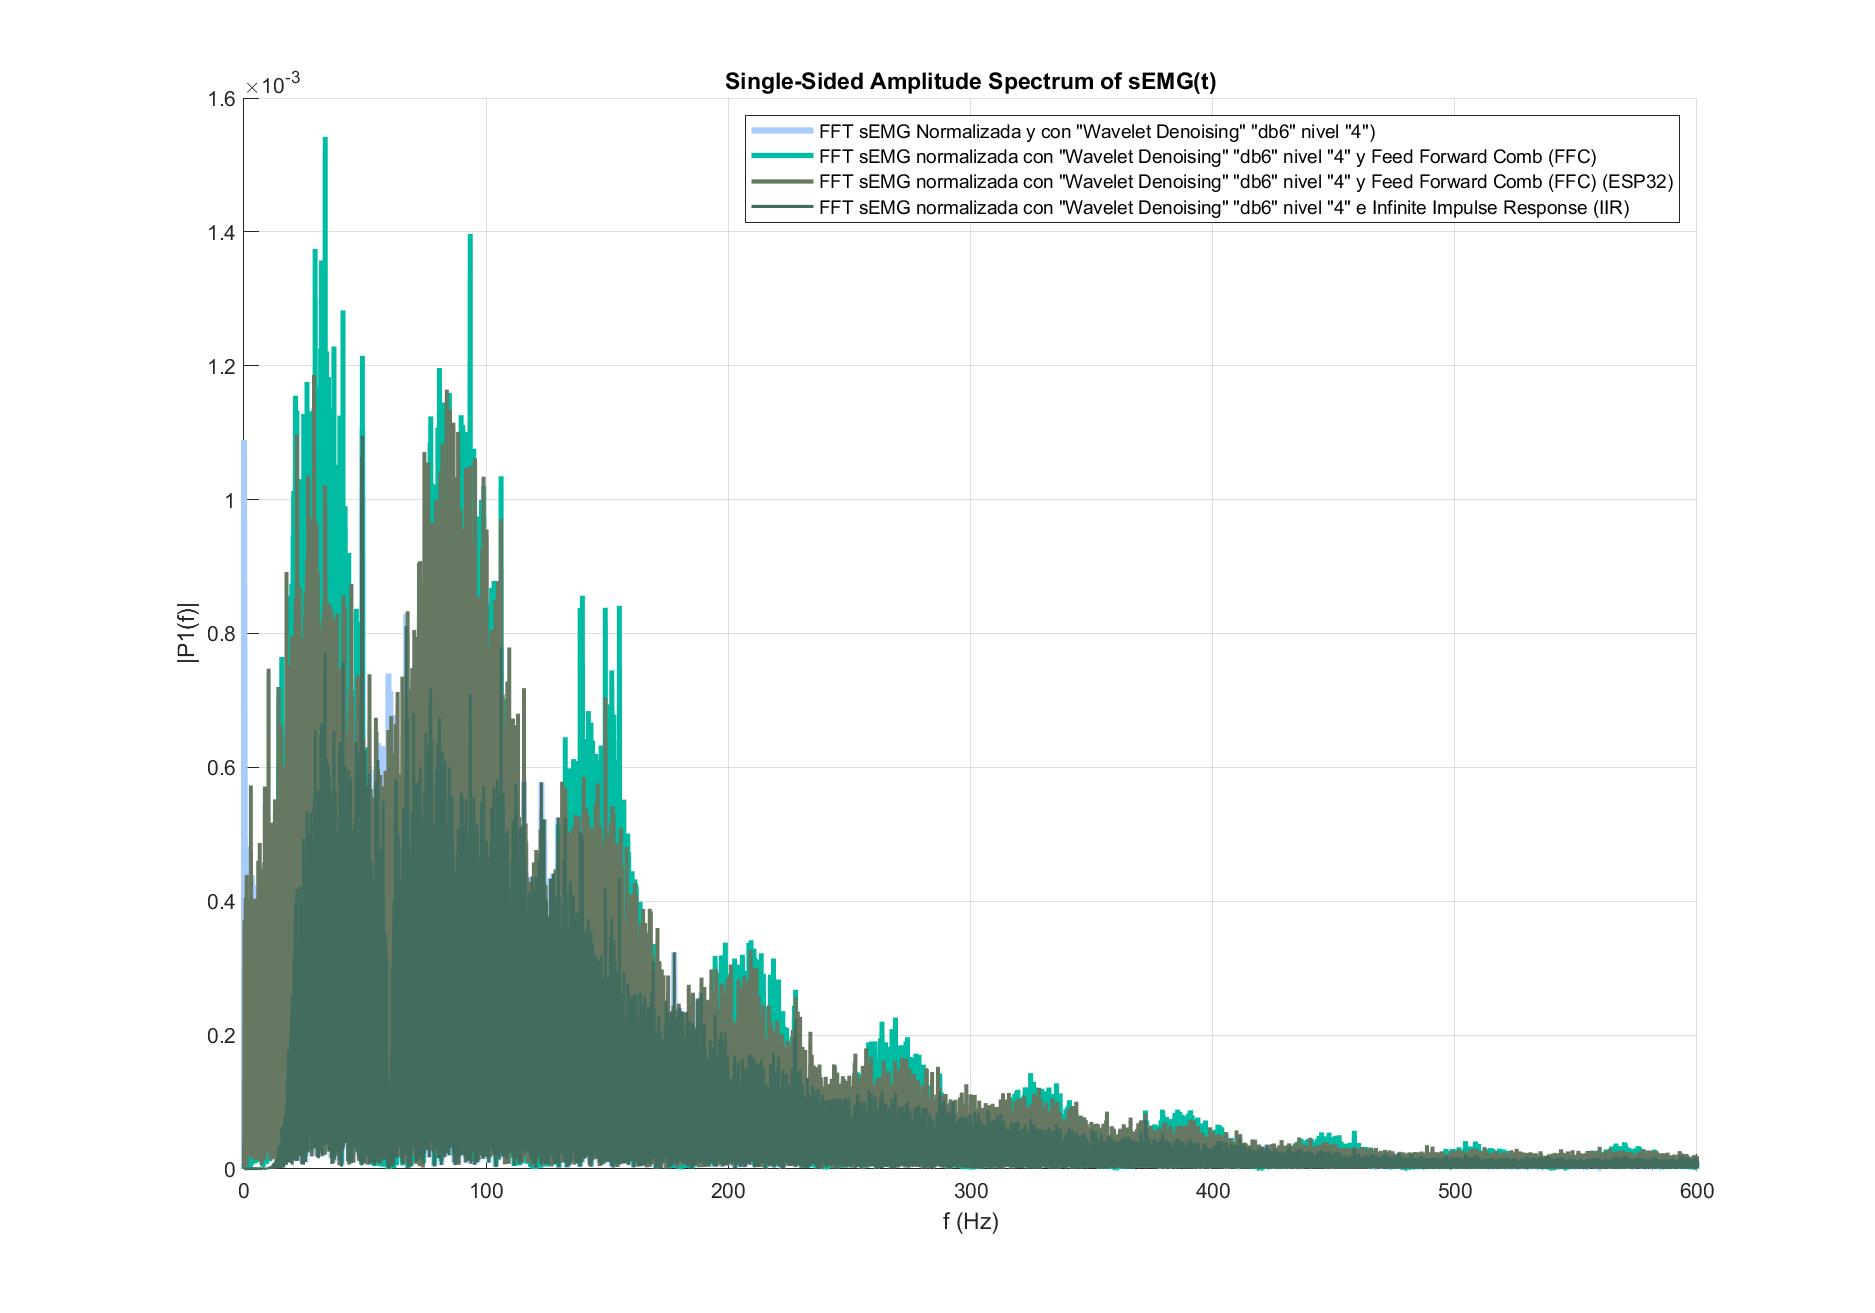 Single-Sided Amplitude Spectrum of sEMG(t)
×10-3
FFT sEMG Normalizada y con "Wavelet Denoising" "db6" nivel "4")
FFT sEMG normalizada con "Wavelet Denoising" "db6" nivel "4" y Feed Forward Comb (FFC)
FFT sEMG normalizada con "Wavelet Denoising" "db6" nivel "4" y Feed Forward Comb (FFC) (ESP32)
FFT sEMG normalizada con "Wavelet Denoising" "db6" nivel "4" e Infinite Impulse Response (IIR)
1.6
1.4
1.2
1
0.8
0.6
0.4
0.2
0
|P1(f)|
0 100 200 300 400 500 600
f (Hz)